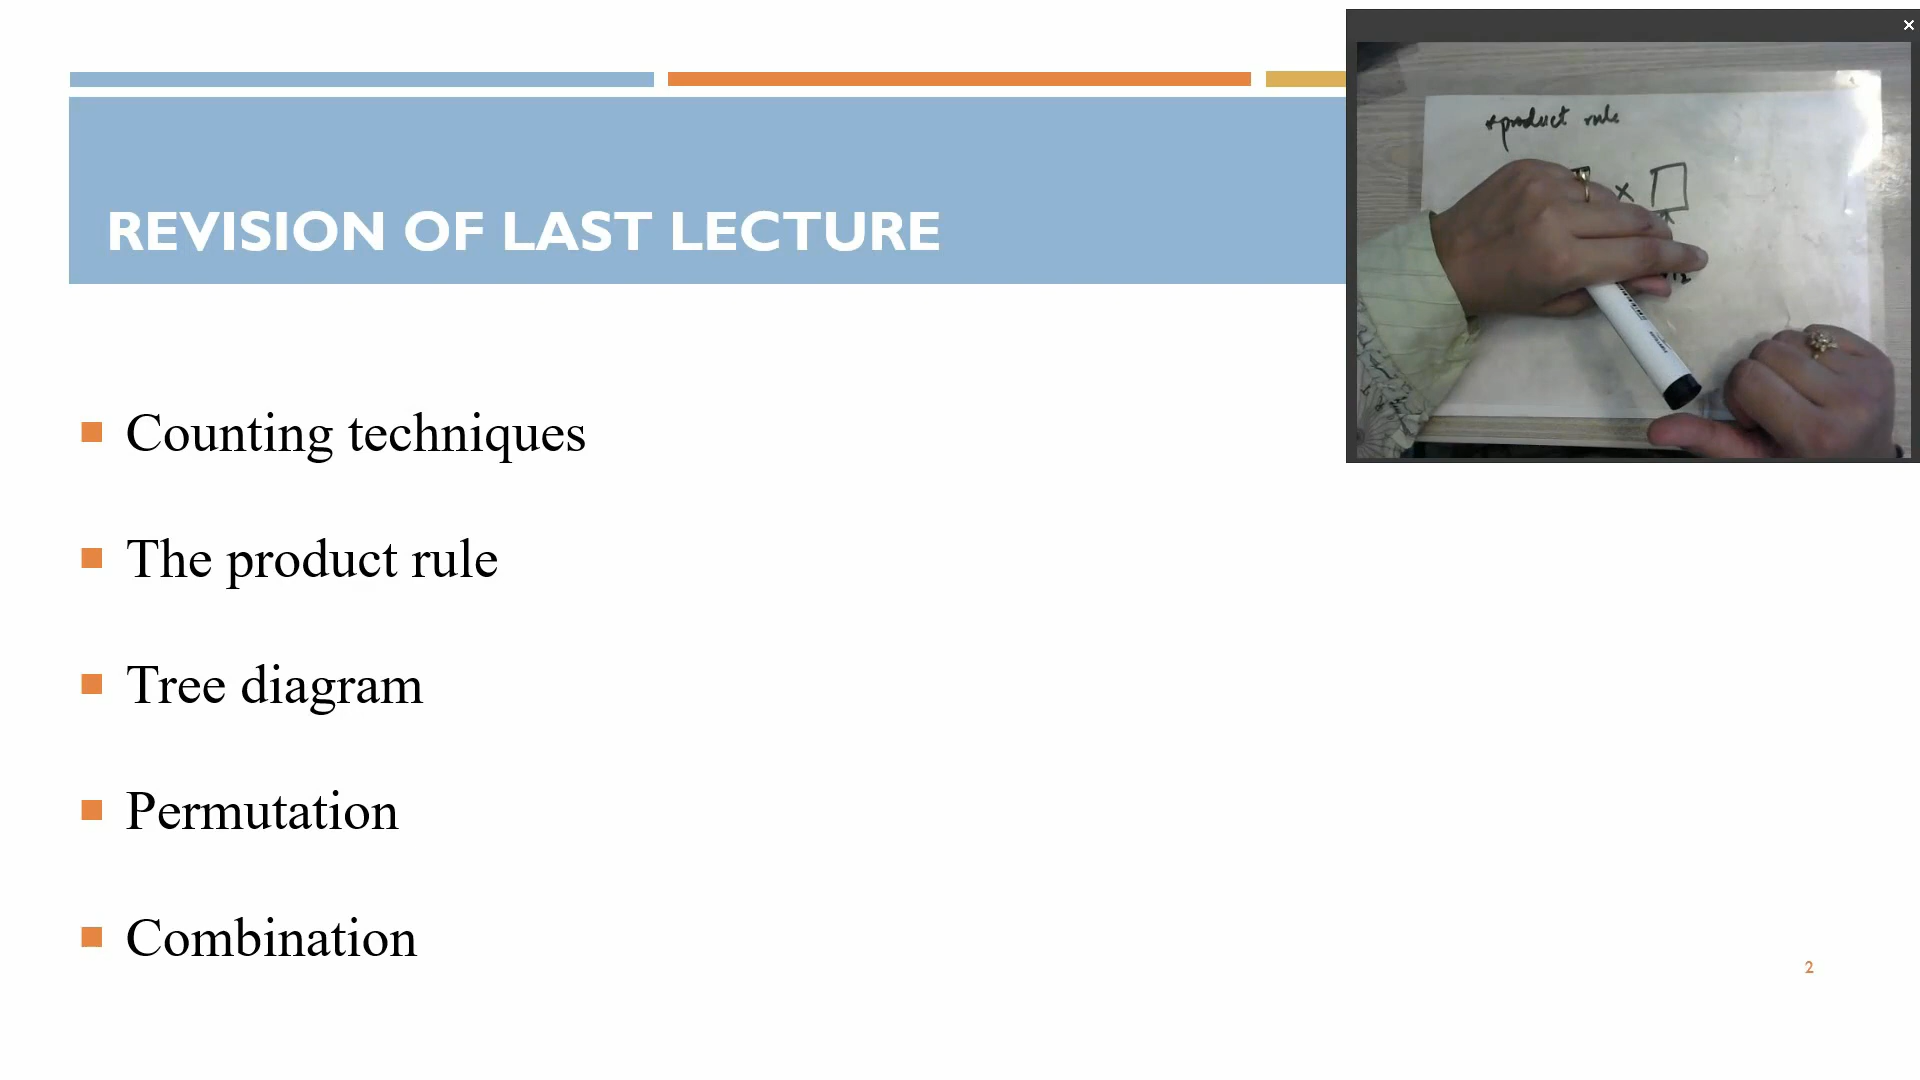 REVISION OF LAST LECTURE
Counting techniques
The product rule
Tree diagram
Permutation
Combination
2
*product rule
×